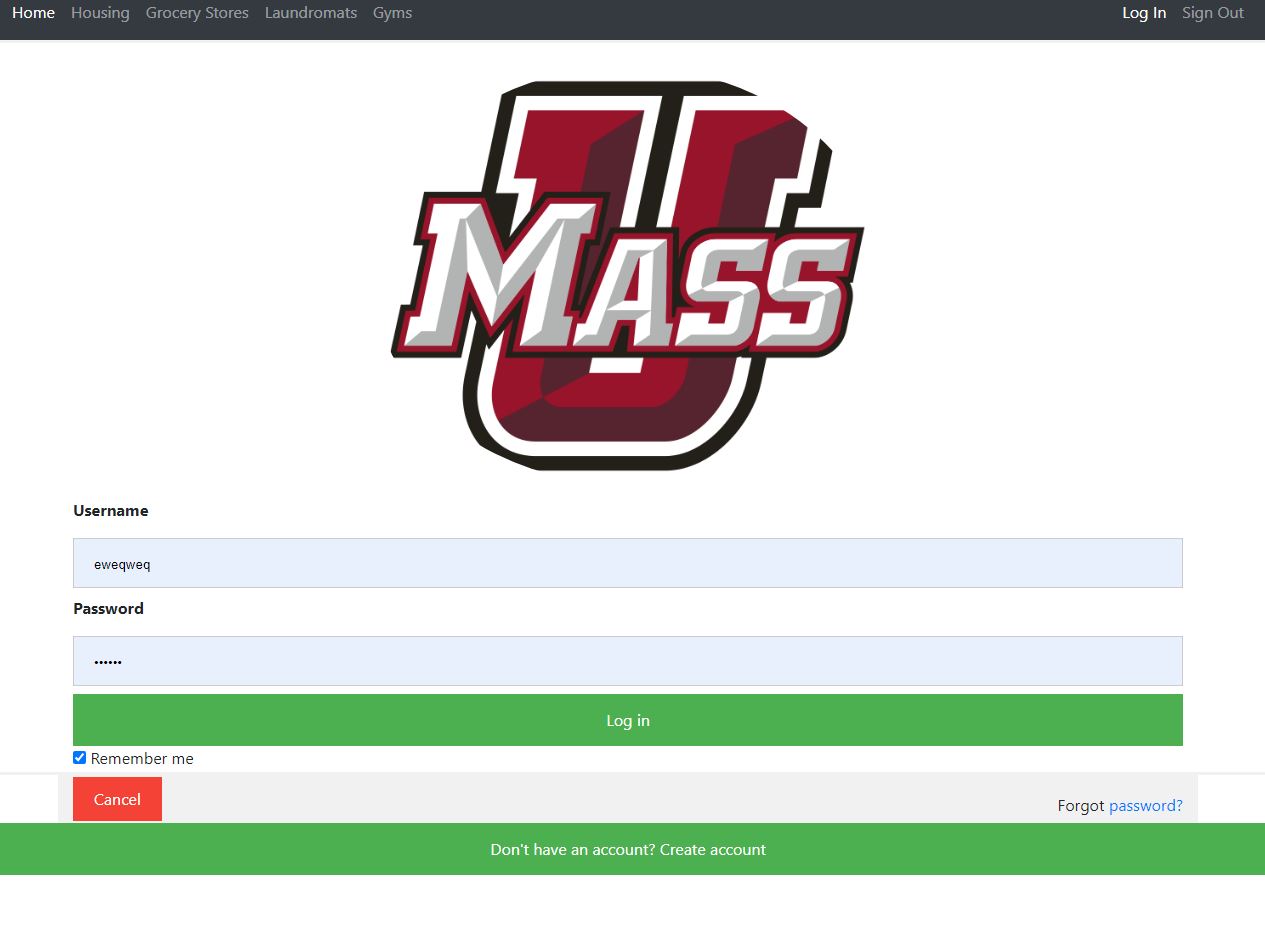 Home Housing Grocery Stores Laundromats Gyms Log In Sign Out
U
MASS
Username
eweqweq
Password
••••••
Log in
Remember me
Cancel
Forgot password?
Don't have an account? Create account